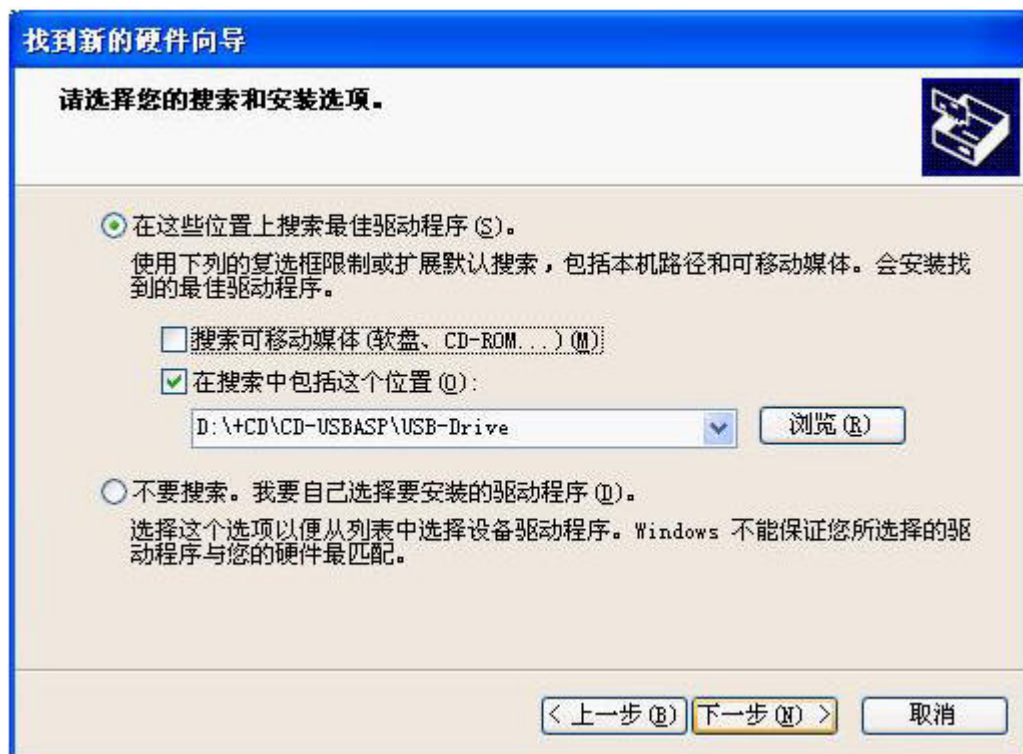 找到新的硬件向导
请选择您的搜索和安装选项。
在这些位置上搜索最佳驱动程序(S)。
使用下列的复选框限制或扩展默认搜索，包括本机路径和可移动媒体。会安装找
到的最佳驱动程序。
搜索可移动媒体(软盘、CD-ROM...)(M)
在搜索中包括这个位置(O):
D:\+CD\CD-USBASP\USB-Drive
浏览(R)
不要搜索。我要自己选择要安装的驱动程序(D)。
选择这个选项以便从列表中选择设备驱动程序。Windows 不能保证您所选择的驱
动程序与您的硬件最匹配。
< 上一步(B) 下一步(N) > 取消